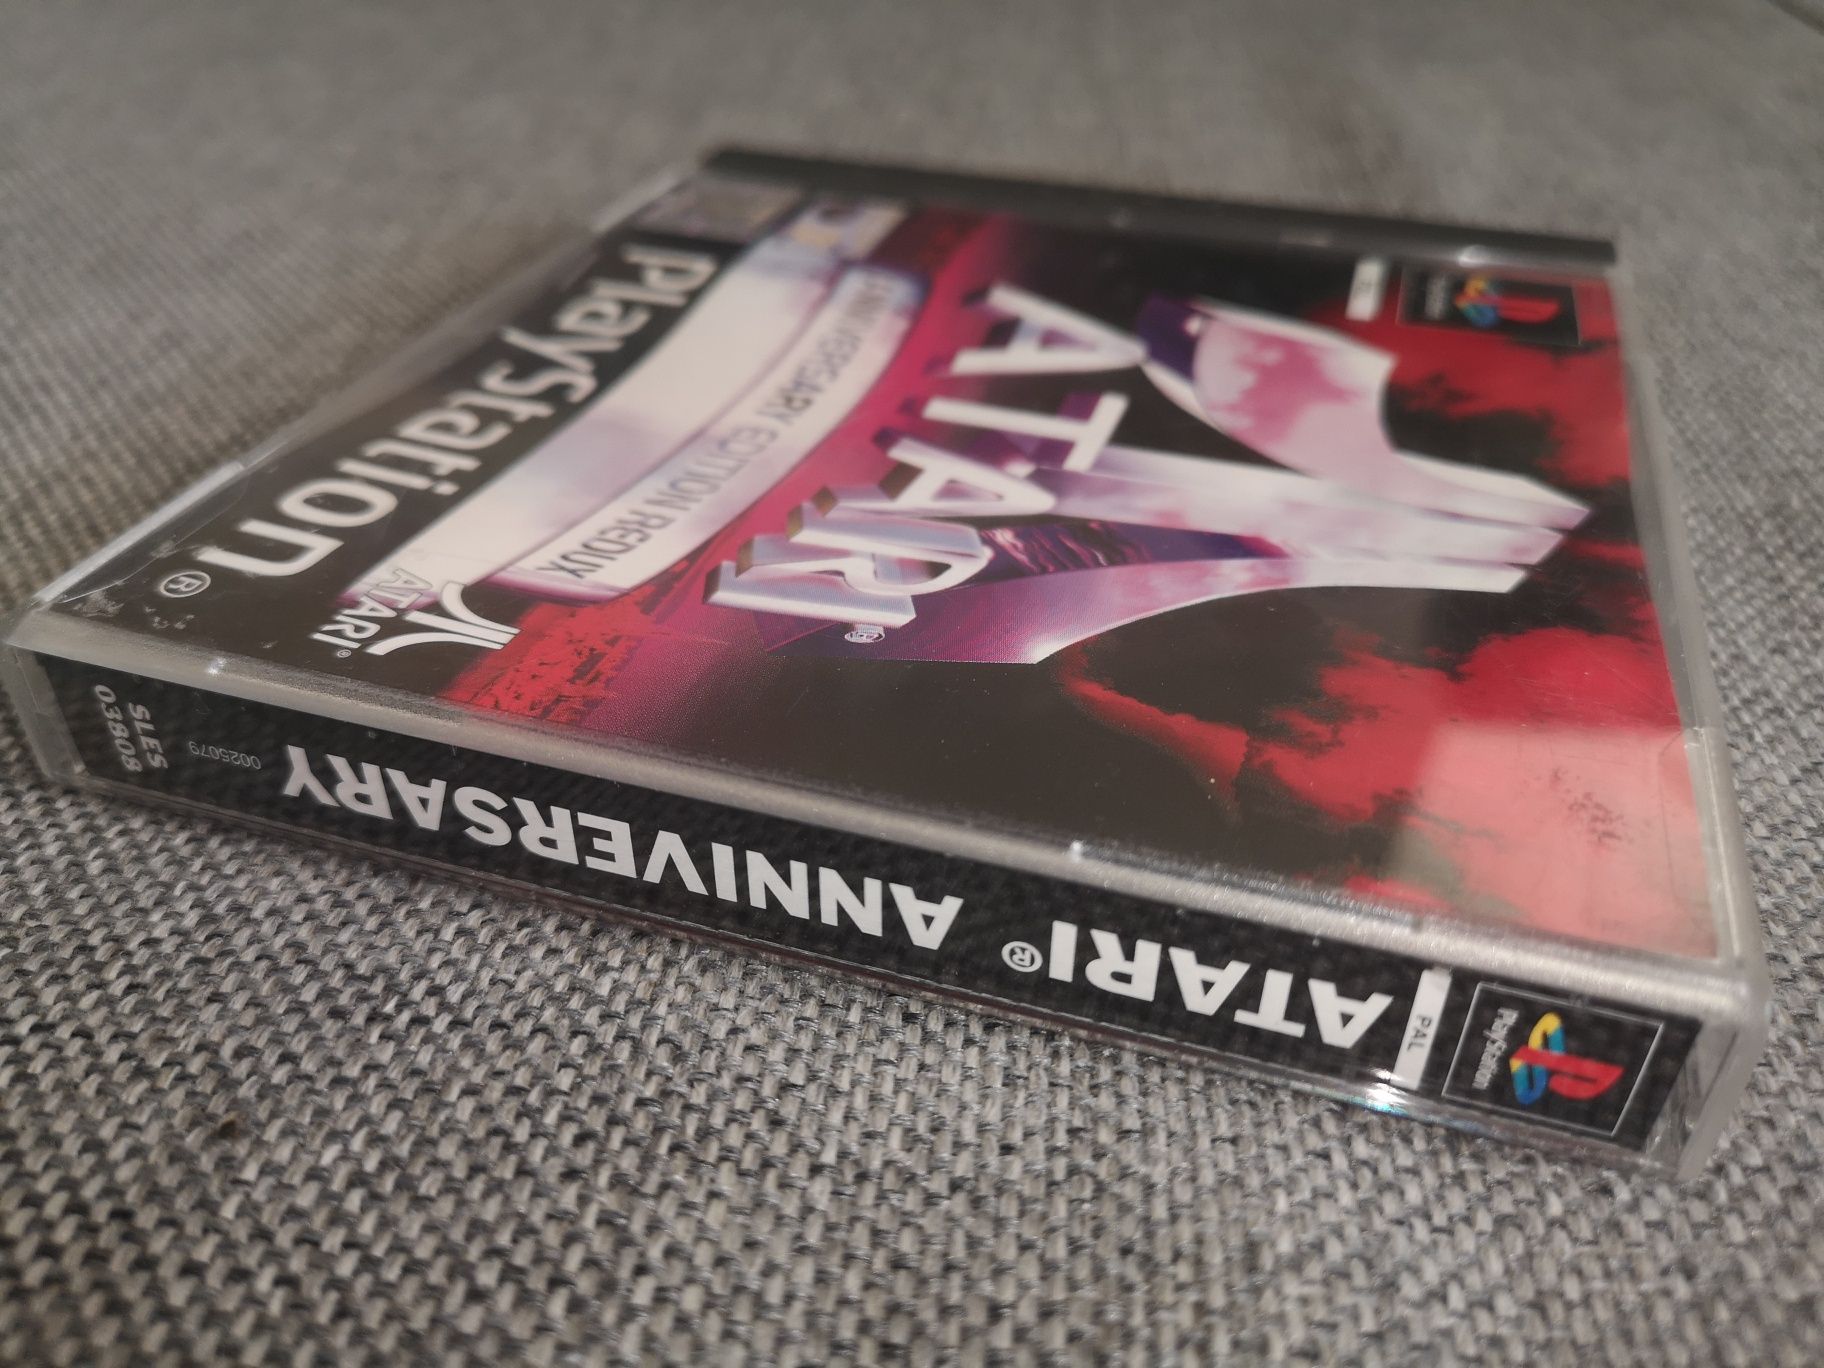 PlayStation®
ANNIVERSARY EDITION REDUX
ATARI®
ATARI®
PlayStation
PAL
ATARI® ANNIVERSARY
0025079
SLES
03808